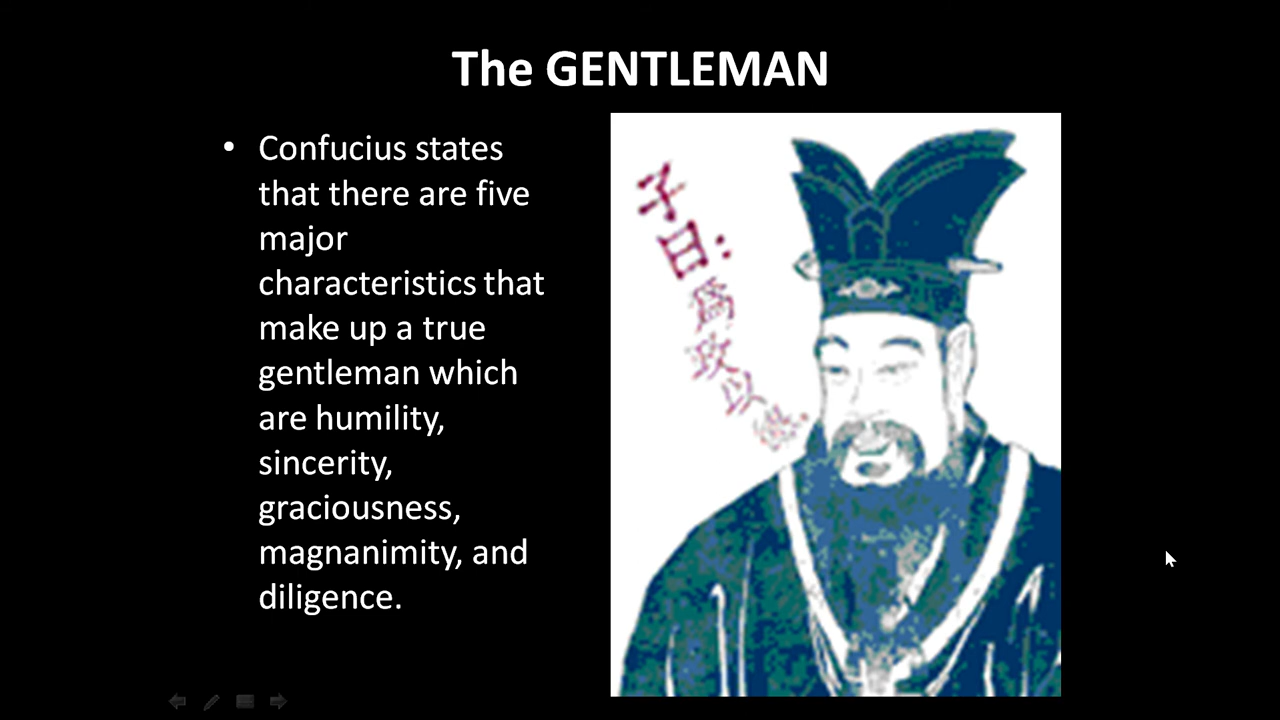 The GENTLEMAN
• Confucius states
that there are five
major
characteristics that
make up a true
gentleman which
are humility,
sincerity,
graciousness,
magnanimity, and
diligence.
子曰:
爲政以